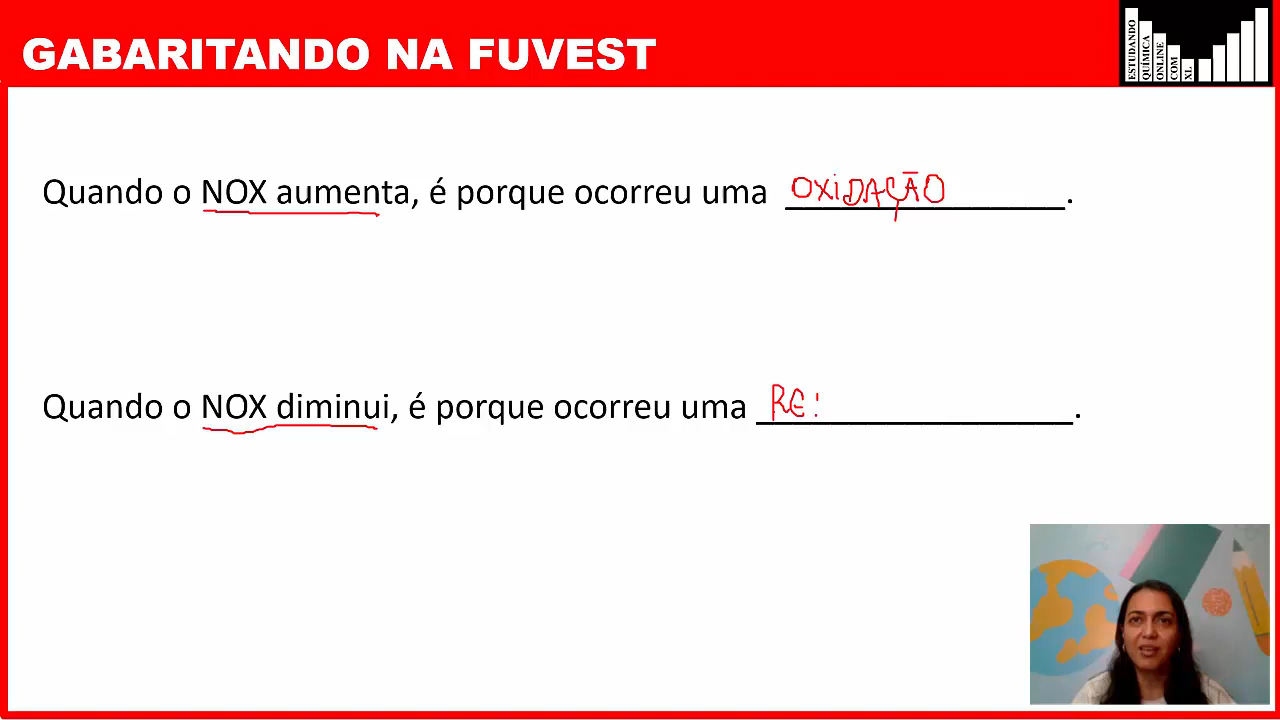 GABARITANDO NA FUVEST
ESTUDANDO
QUÍMICA
ONLINE
COM
XL
Quando o NOX aumenta, é porque ocorreu uma OXIDAÇÃO.
Quando o NOX diminui, é porque ocorreu uma RE